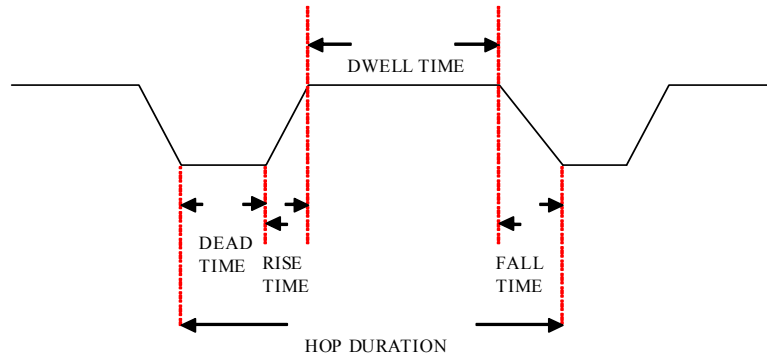 DWELL TIME
DEAD
TIME
RISE
TIME
FALL
TIME
HOP DURATION